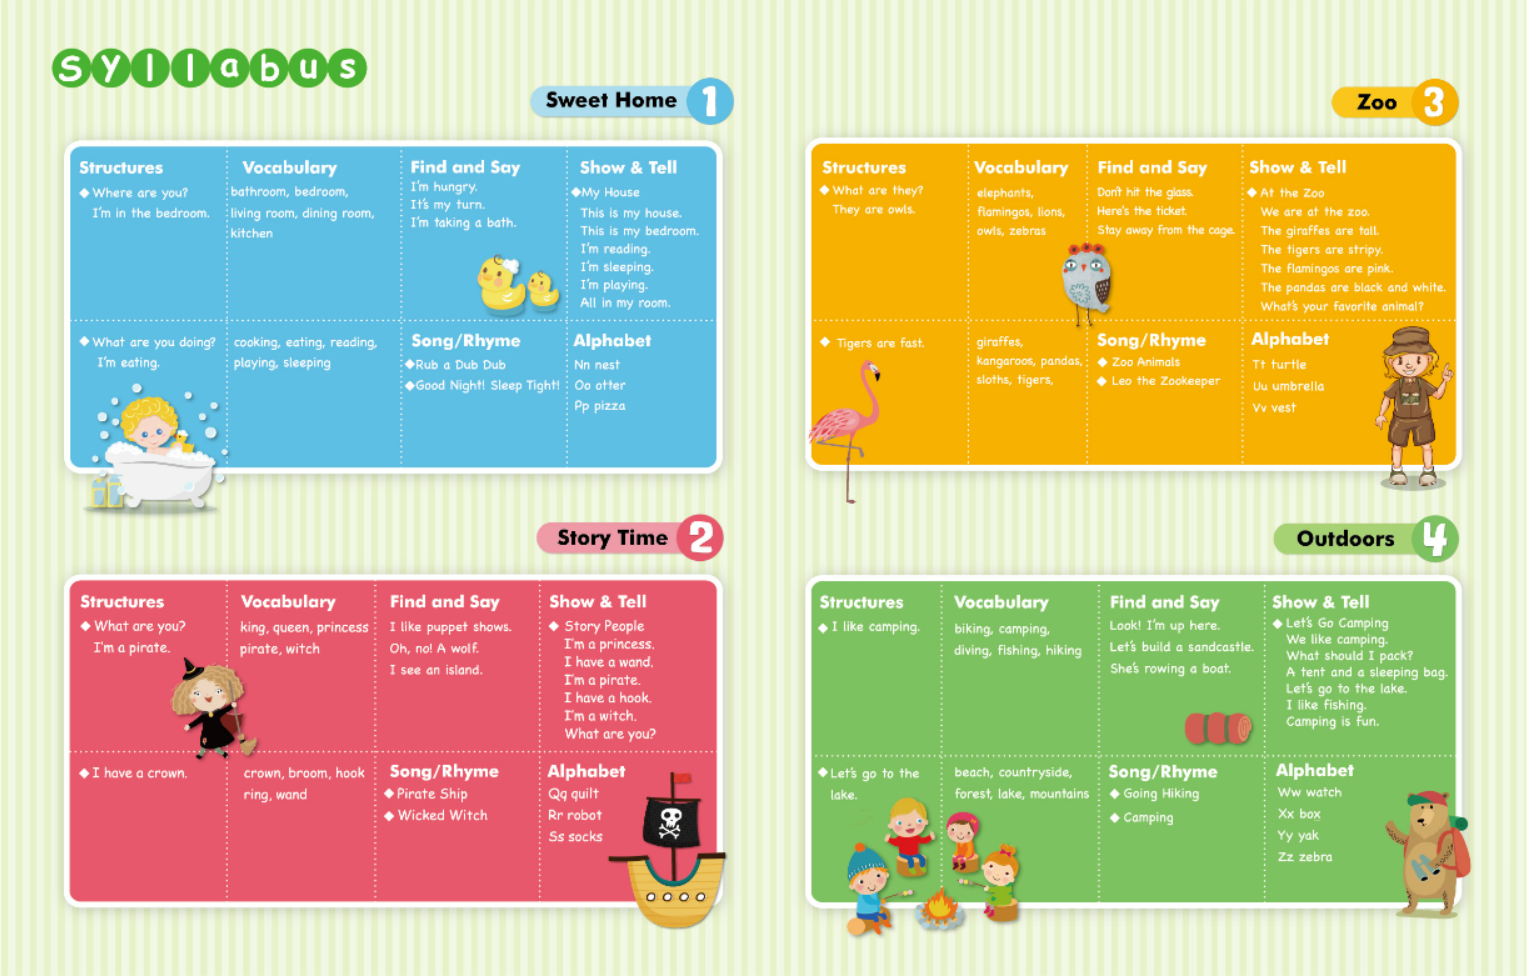 Syllabus
Sweet Home 1
Structures
◆ Where are you?
I'm in the bedroom.
Vocabulary
bathroom, bedroom,
living room, dining room,
kitchen
Find and Say
I'm hungry.
It's my turn.
I'm taking a bath.
Show & Tell
◆My House
This is my house.
This is my bedroom.
I'm reading.
I'm sleeping.
I'm playing.
All in my room.
◆ What are you doing?
I'm eating.
cooking, eating, reading,
playing, sleeping
Song/Rhyme
◆Rub a Dub Dub
◆Good Night! Sleep Tight!
Alphabet
Nn nest
Oo otter
Pp pizza
Story Time 2
Structures
◆ What are you?
I'm a pirate.
Vocabulary
king, queen, princess
pirate, witch
Find and Say
I like puppet shows.
Oh, no! A wolf.
I see an island.
Show & Tell
◆ Story People
I'm a princess.
I have a wand.
I'm a pirate.
I have a hook.
I'm a witch.
What are you?
◆ I have a crown.
crown, broom, hook
ring, wand
Song/Rhyme
◆ Pirate Ship
◆ Wicked Witch
Alphabet
Qq quilt
Rr robot
Ss socks
Zoo 3
Structures
◆ What are they?
They are owls.
Vocabulary
elephants,
flamingos, lions,
owls, zebras
Find and Say
Don't hit the glass.
Here's the ticket.
Stay away from the cage.
Show & Tell
◆ At the Zoo
We are at the zoo.
The giraffes are tall.
The tigers are stripy.
The flamingos are pink.
The pandas are black and white.
What's your favorite animal?
◆ Tigers are fast.
giraffes,
kangaroos, pandas,
sloths, tigers,
Song/Rhyme
◆ Zoo Animals
◆ Leo the Zookeeper
Alphabet
Tt turtle
Uu umbrella
Vv vest
Outdoors 4
Structures
◆ I like camping.
Vocabulary
biking, camping,
diving, fishing, hiking
Find and Say
Look! I'm up here.
Let's build a sandcastle.
She's rowing a boat.
Show & Tell
◆ Let's Go Camping
We like camping.
What should I pack?
A tent and a sleeping bag.
Let's go to the lake.
I like fishing.
Camping is fun.
◆ Let's go to the
lake.
beach, countryside,
forest, lake, mountains
Song/Rhyme
◆ Going Hiking
◆ Camping
Alphabet
Ww watch
Xx box
Yy yak
Zz zebra